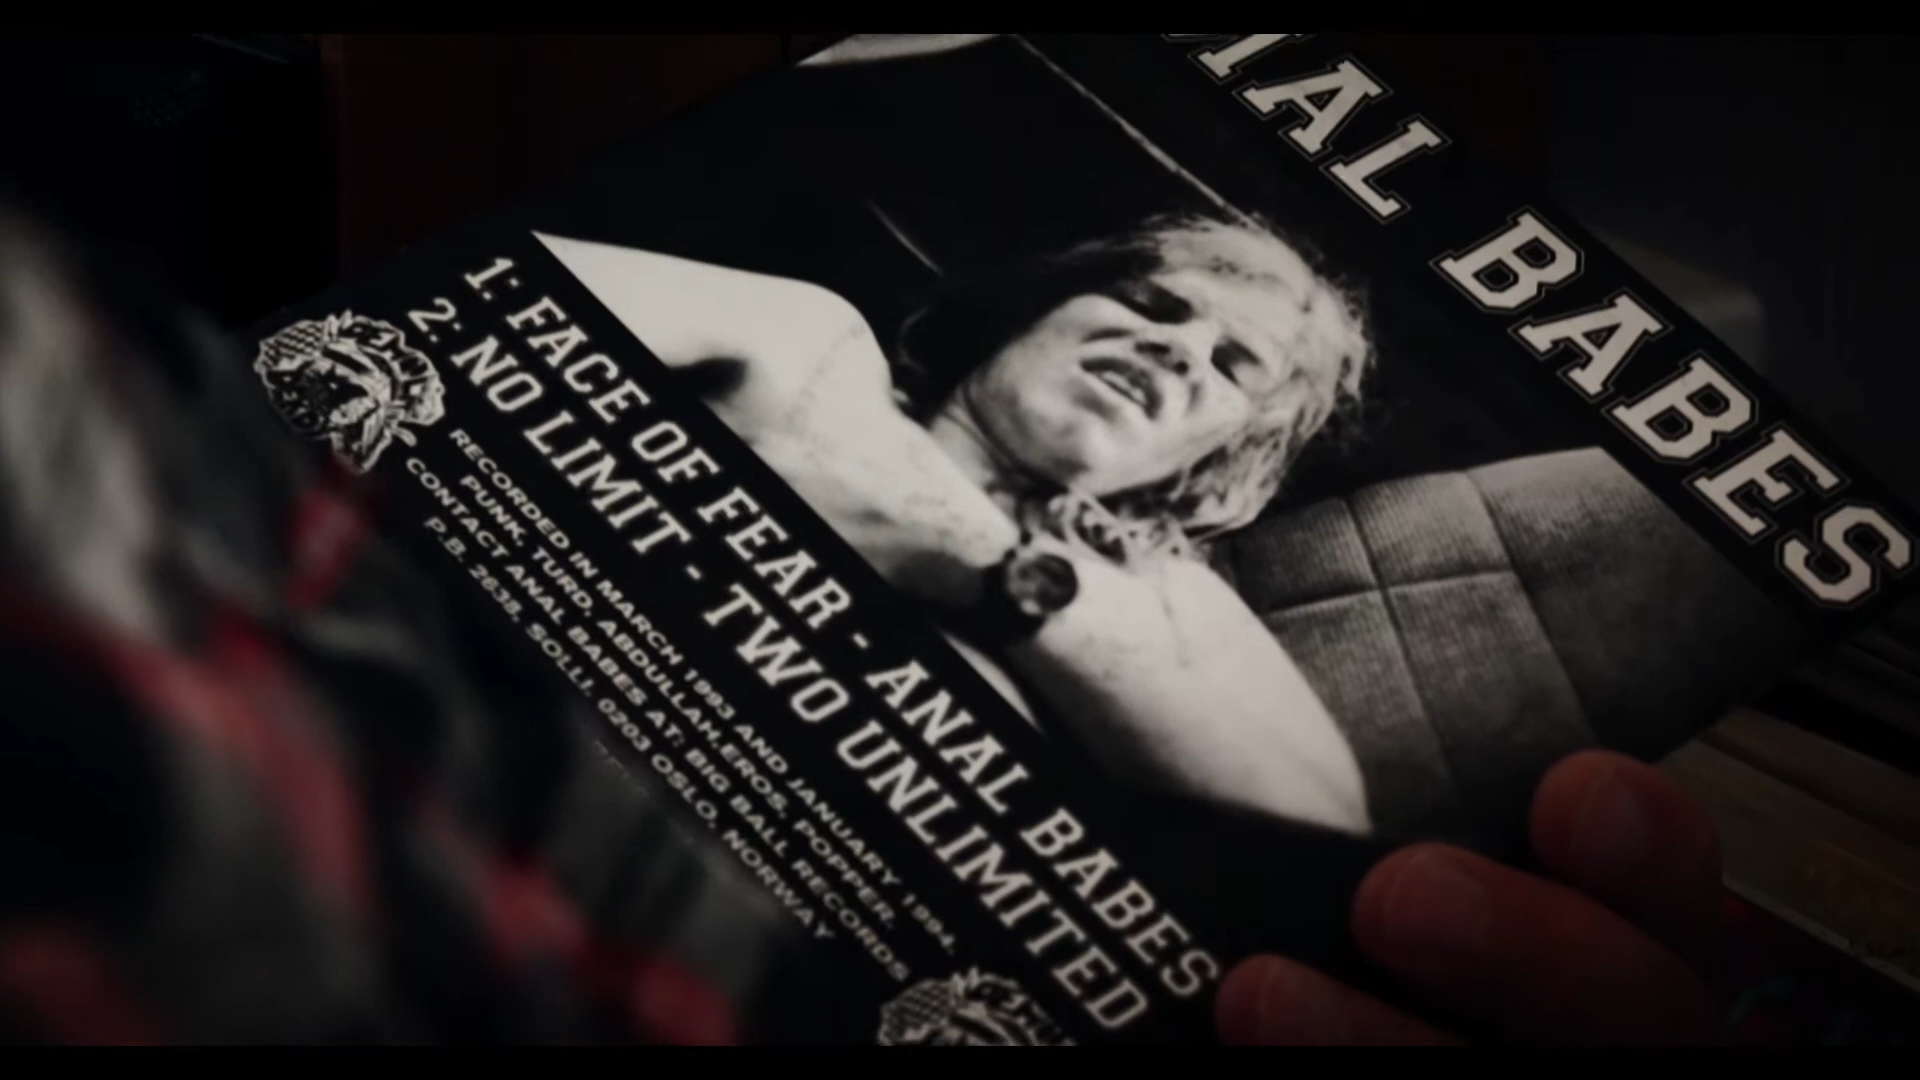 ANAL BABES
1: FACE OF FEAR - ANAL BABES
2: NO LIMIT - TWO UNLIMITED
RECORDED IN MARCH 1993 AND JANUARY 1994.
PUNK, TURD, ABDULLAH,EROS, POPPER.
CONTACT ANAL BABES AT: BIG BALL RECORDS
P.B. 2638, SOLLI, 0203 OSLO, NORWAY